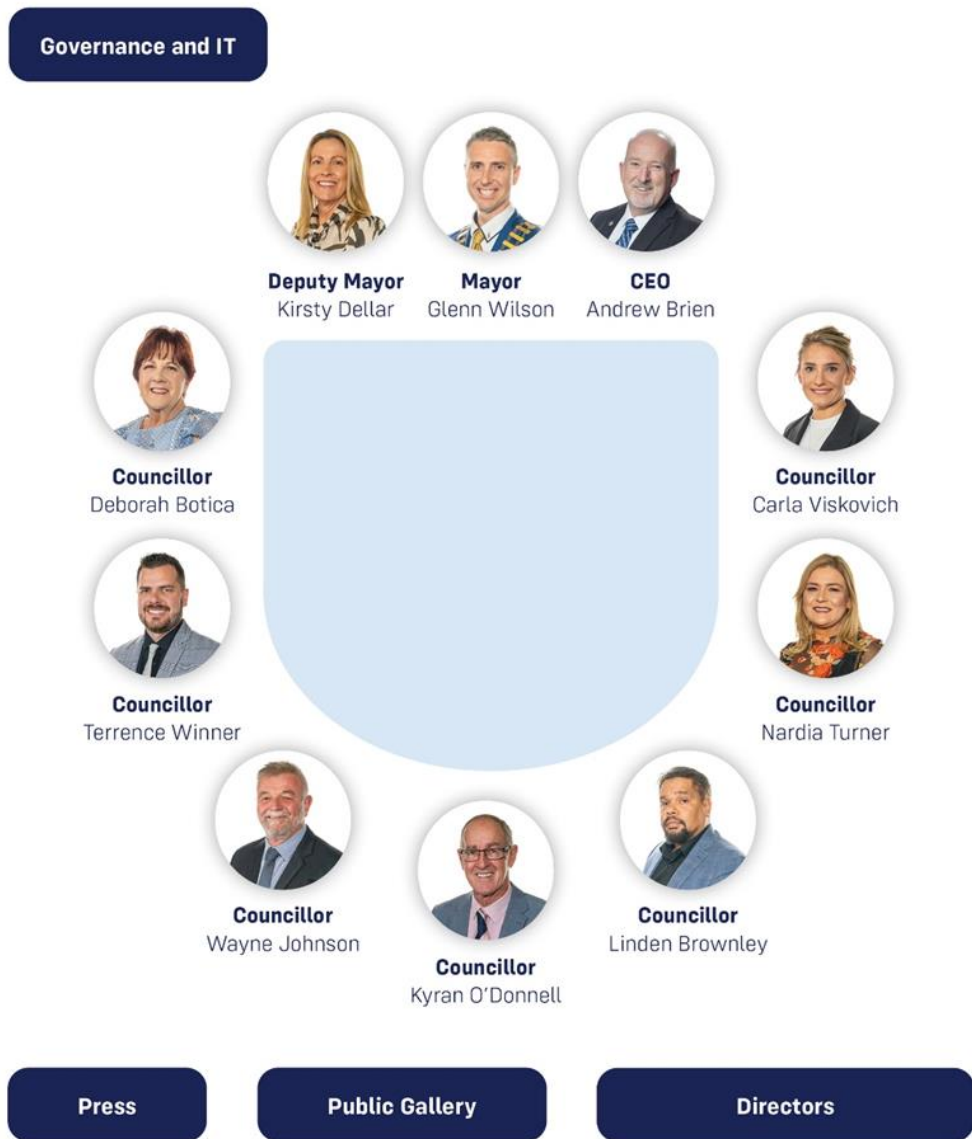 Governance and IT
Deputy Mayor
Kirsty Dellar
Mayor
Glenn Wilson
CEO
Andrew Brien
Councillor
Deborah Botica
Councillor
Carla Viskovich
Councillor
Terrence Winner
Councillor
Nardia Turner
Councillor
Wayne Johnson
Councillor
Kyran O'Donnell
Councillor
Linden Brownley
Press
Public Gallery
Directors